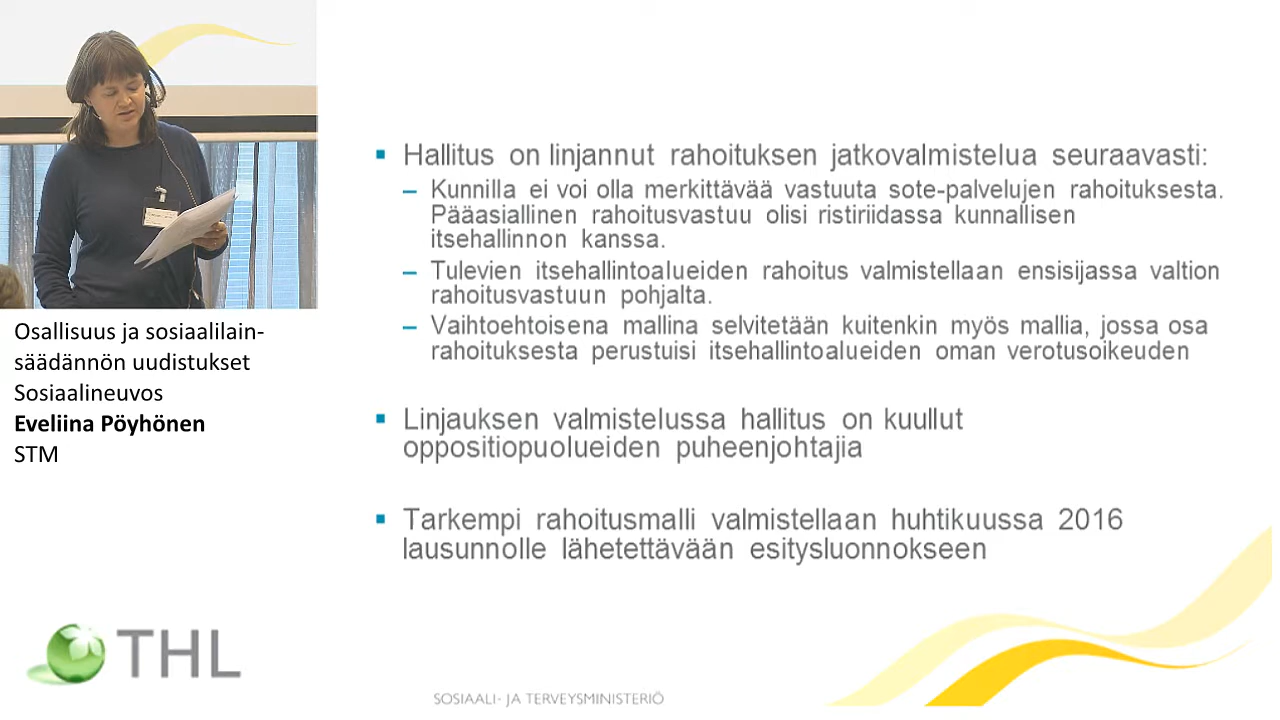 Osallisuus ja sosiaalilain-
säädännön uudistukset
Sosiaalineuvos
Eveliina Pöyhönen
STM
THL
▪ Hallitus on linjannut rahoituksen jatkovalmistelua seuraavasti:
– Kunnilla ei voi olla merkittävää vastuuta sote-palvelujen rahoituksesta.
Pääasiallinen rahoitusvastuu olisi ristiriidassa kunnallisen
itsehallinnon kanssa.
– Tulevien itsehallintoalueiden rahoitus valmistellaan ensisijassa valtion
rahoitusvastuun pohjalta.
– Vaihtoehtoisena mallina selvitetään kuitenkin myös mallia, jossa osa
rahoituksesta perustuisi itsehallintoalueiden oman verotusoikeuden
▪ Linjauksen valmistelussa hallitus on kuullut
oppositiopuolueiden puheenjohtajia
▪ Tarkempi rahoitusmalli valmistellaan huhtikuussa 2016
lausunnolle lähetettävään esitysluonnokseen
SOSIAALI- JA TERVEYSMINISTERIÖ